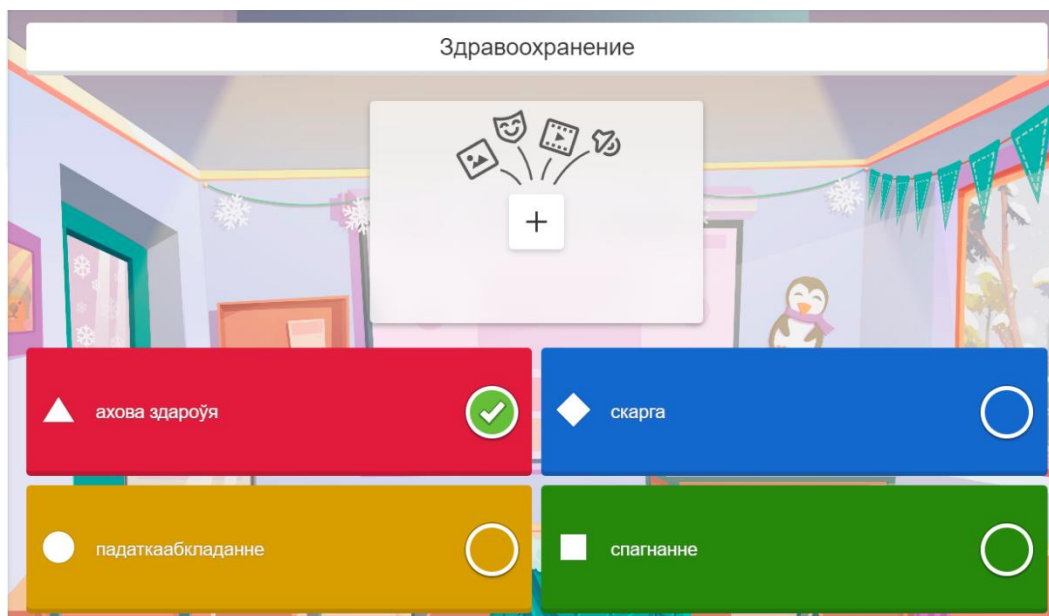 Здравоохранение
ахова здароўя
скарга
падаткаабкладанне
спагнанне